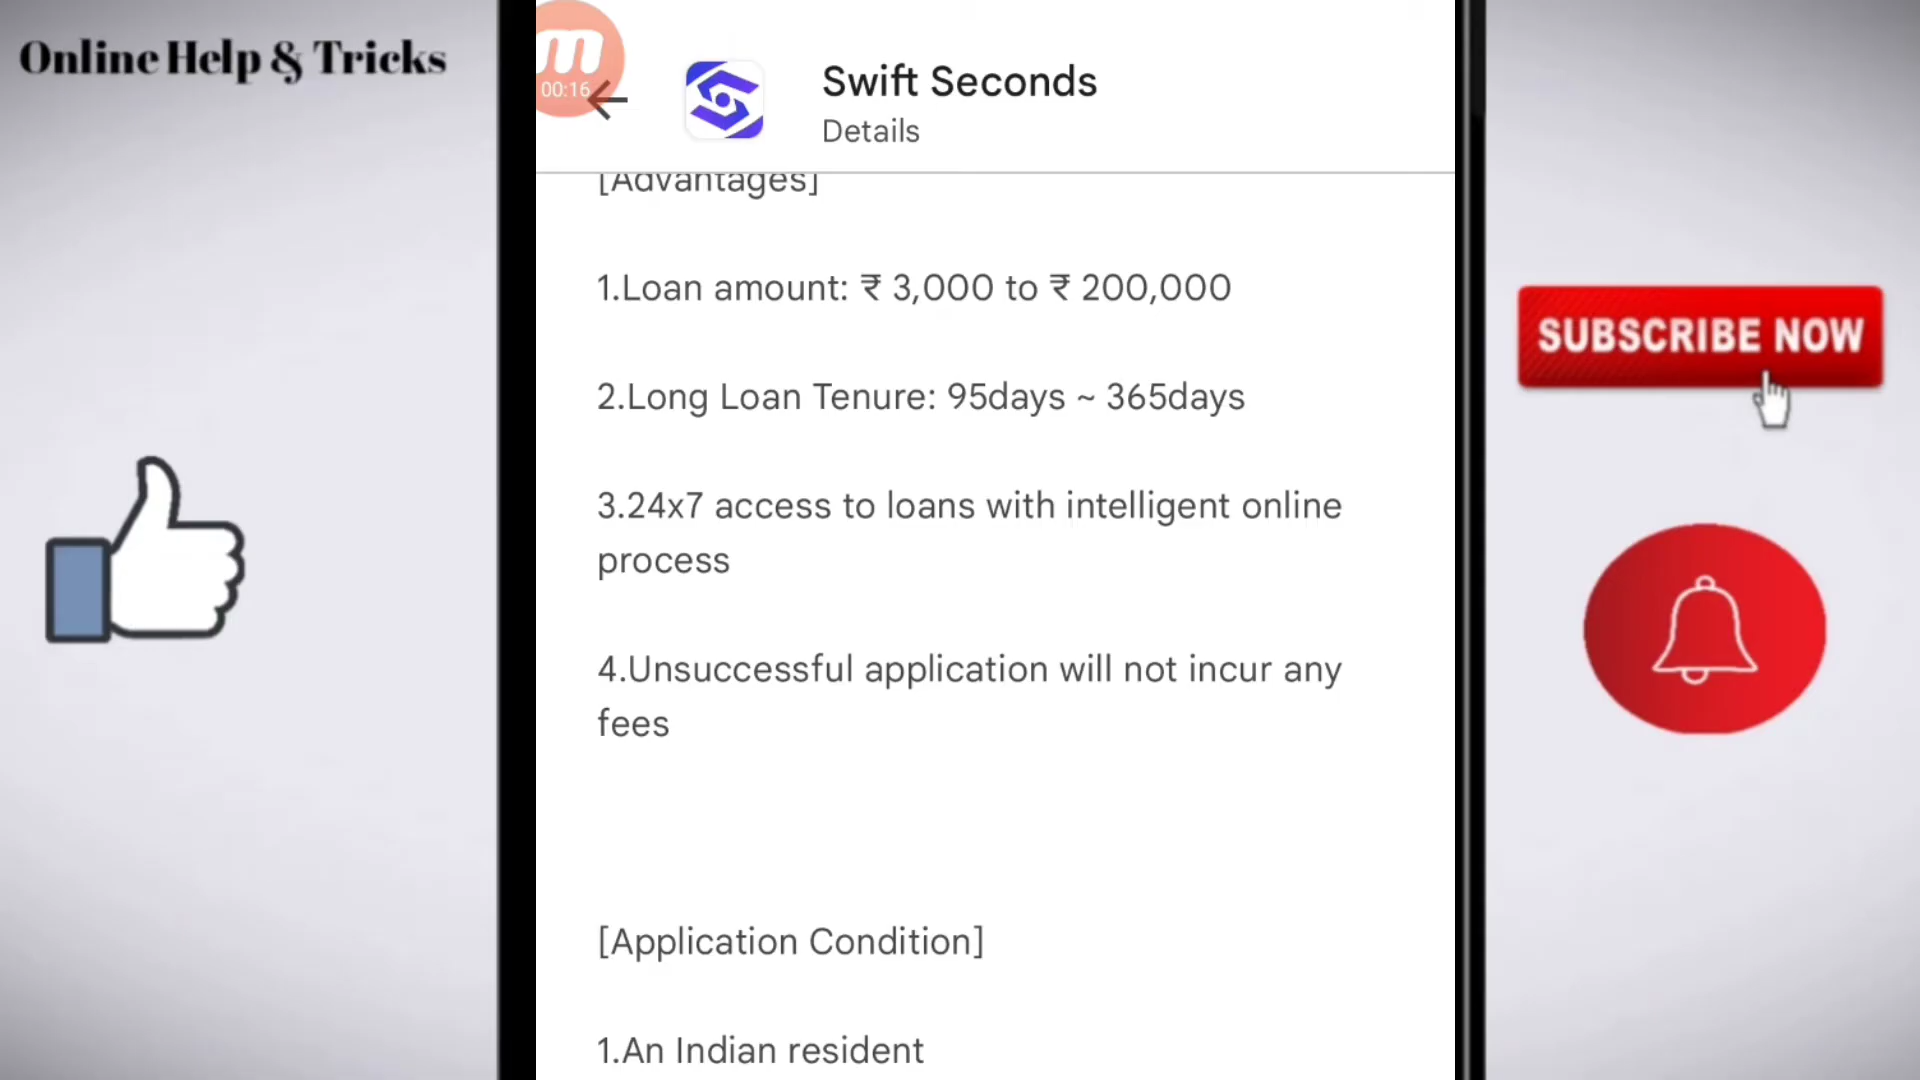 Online Help & Tricks
00:16
Swift Seconds
Details
[Advantages]
1.Loan amount: ₹ 3,000 to ₹ 200,000
2.Long Loan Tenure: 95days ~ 365days
3.24x7 access to loans with intelligent online
process
4.Unsuccessful application will not incur any
fees
[Application Condition]
1.An Indian resident
SUBSCRIBE NOW